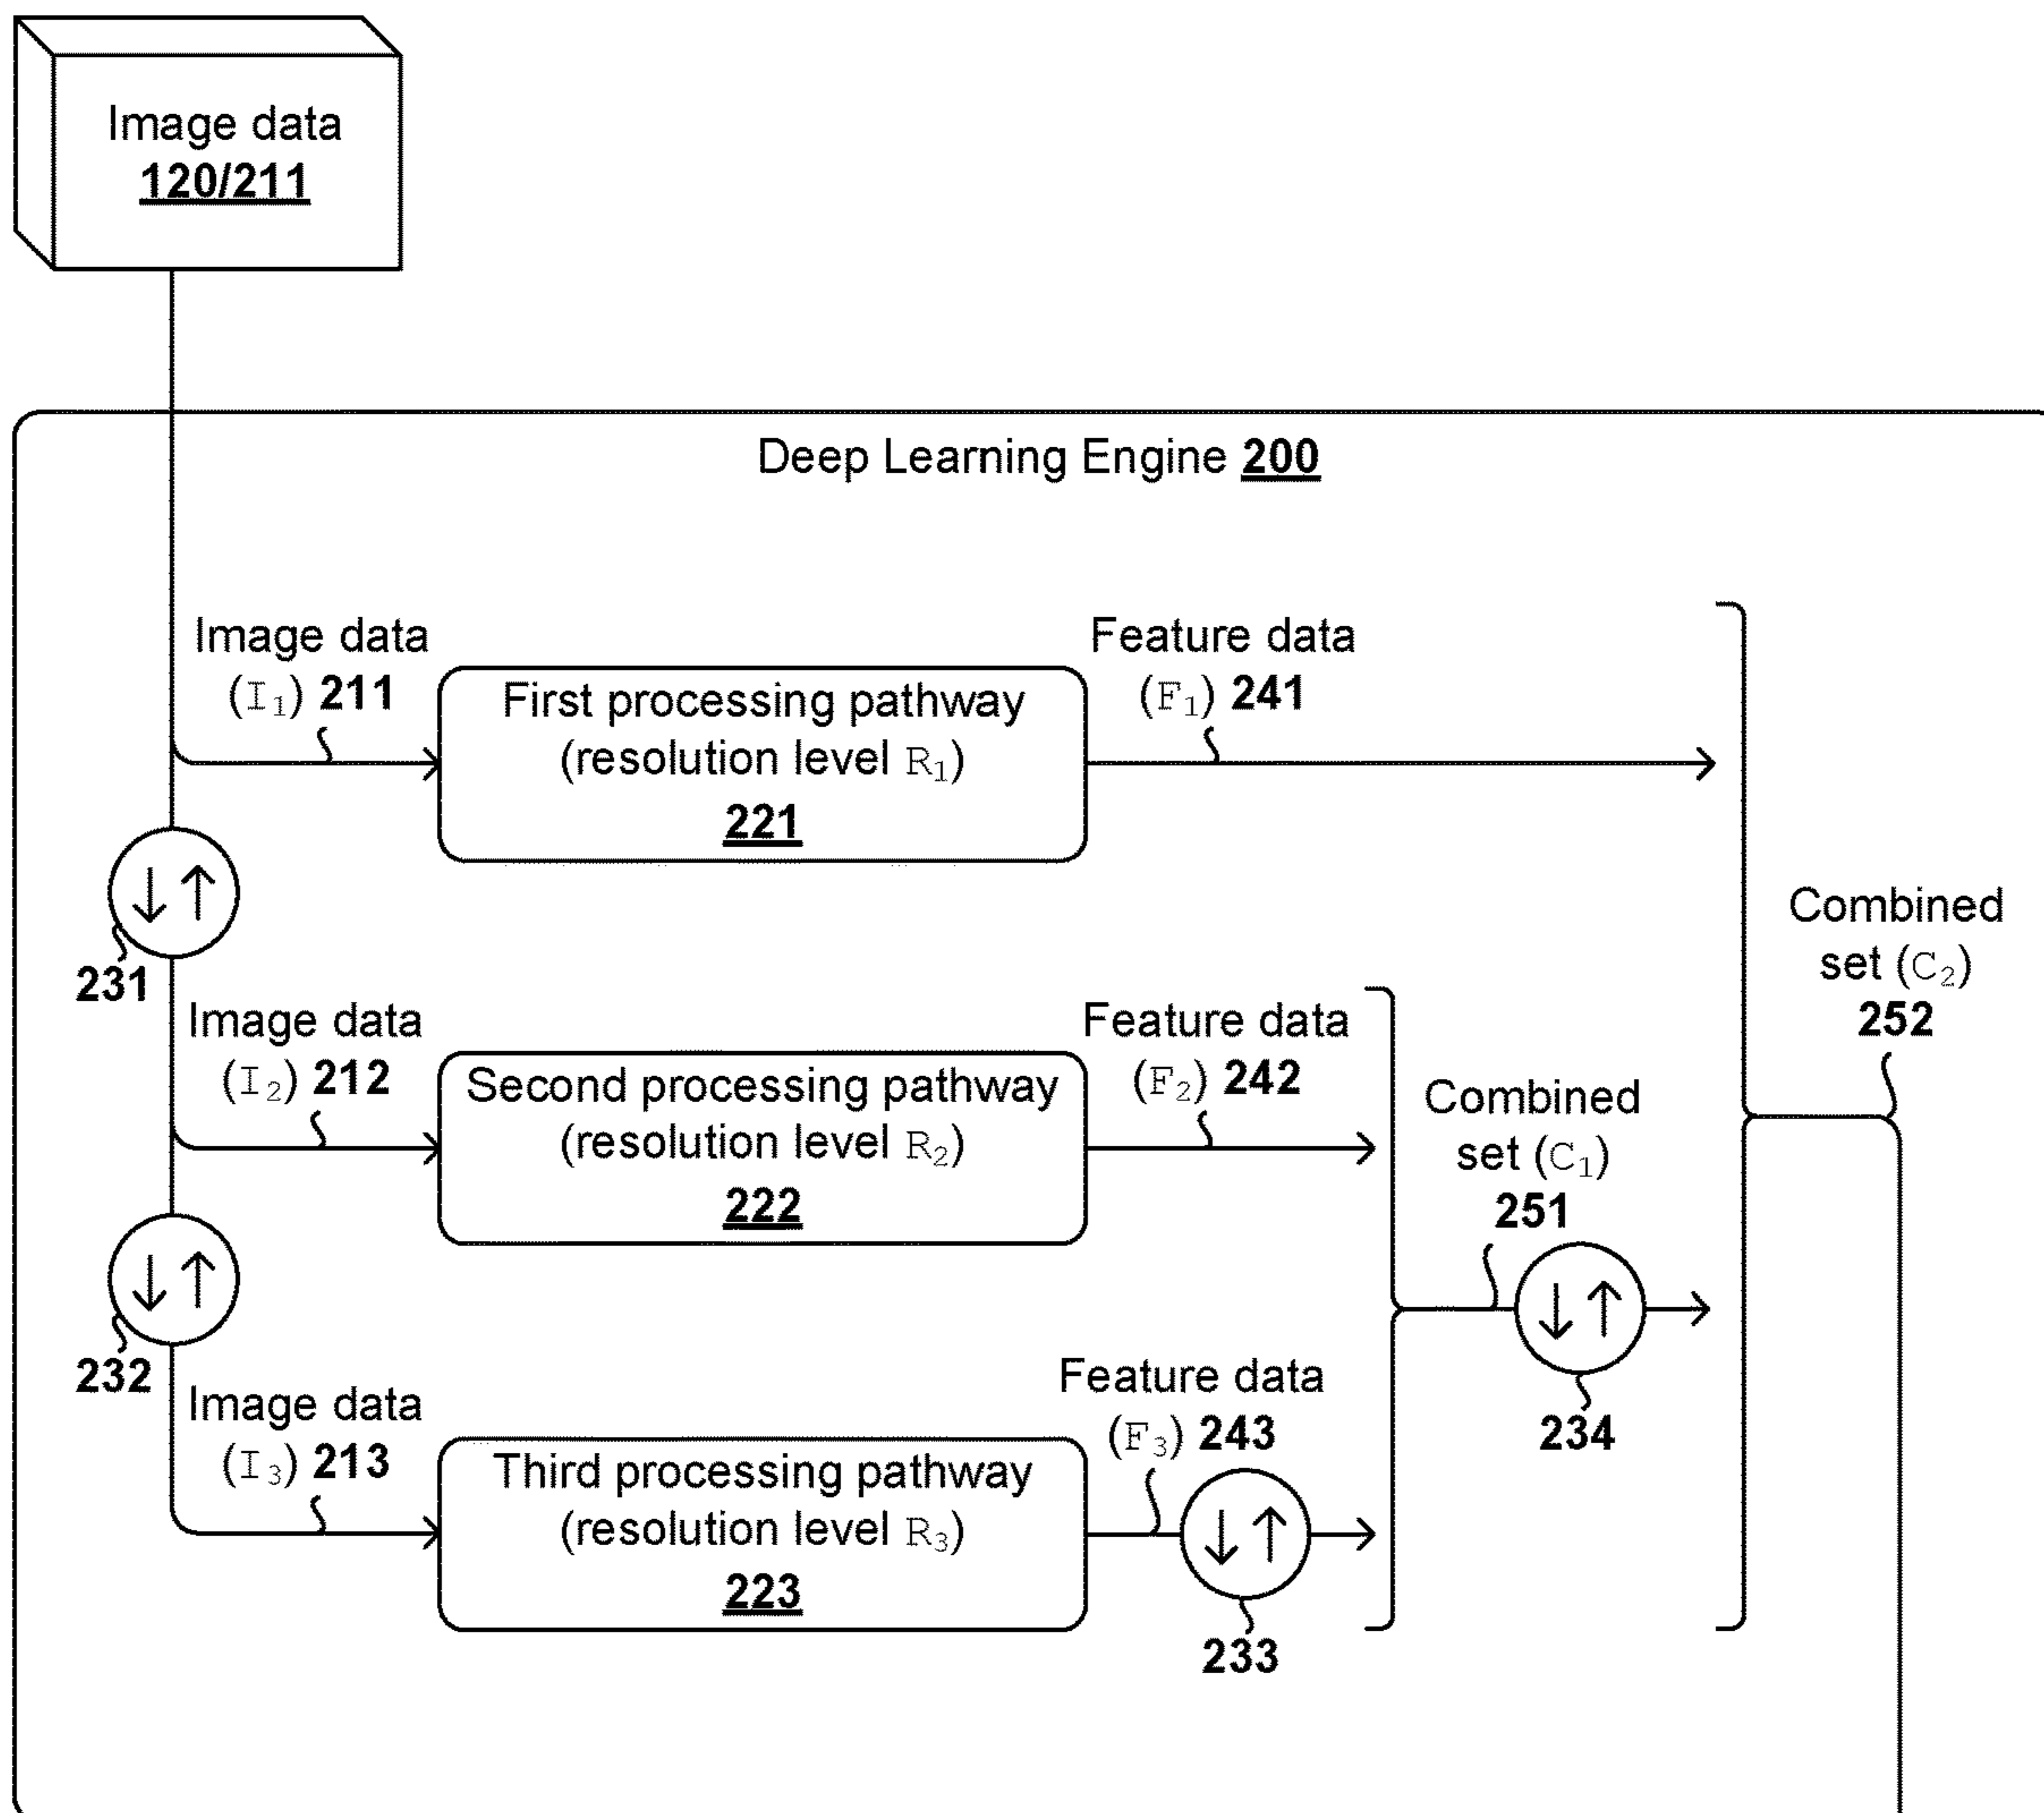 Image data
120/211
Deep Learning Engine 200
Image data
(I₁) 211
First processing pathway
(resolution level R₁)
221
Feature data
(F₁) 241
231
Combined
set (C₂)
252
Image data
(I₂) 212
Second processing pathway
(resolution level R₂)
222
Feature data
(F₂) 242
Combined
set (C₁)
251
232
234
Image data
(I₃) 213
Third processing pathway
(resolution level R₃)
223
Feature data
(F₃) 243
233